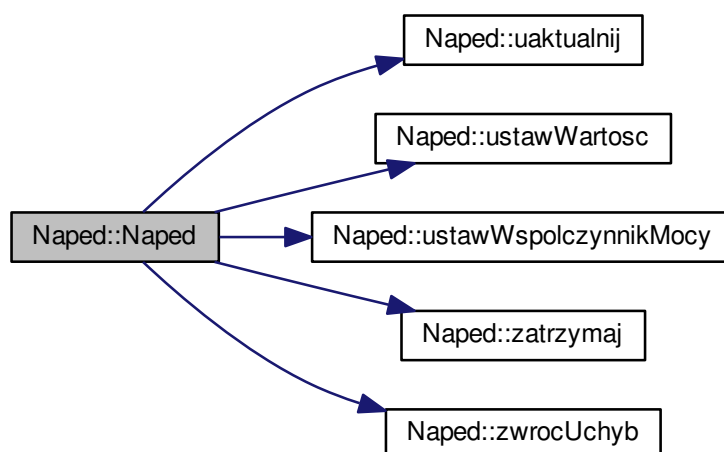 Naped::uaktualnij
Naped::ustawWartosc
Naped::Naped
Naped::ustawWspolczynnikMocy
Naped::zatrzymaj
Naped::zwrocUchyb